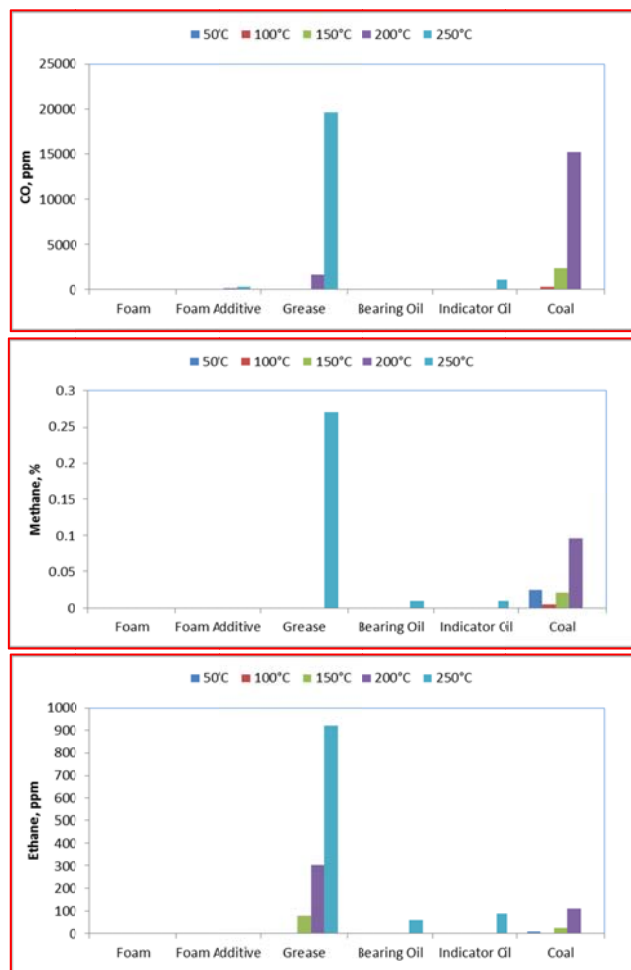 50°C 100°C 150°C 200°C 250°C
25000
20000
15000
10000
5000
0
CO, ppm
Foam Foam Additive Grease Bearing Oil Indicator Oil Coal
50°C 100°C 150°C 200°C 250°C
0.3
0.25
0.2
0.15
0.1
0.05
0
Methane, %
Foam Foam Additive Grease Bearing Oil Indicator Oil Coal
50°C 100°C 150°C 200°C 250°C
1000
900
800
700
600
500
400
300
200
100
0
Ethane, ppm
Foam Foam Additive Grease Bearing Oil Indicator Oil Coal